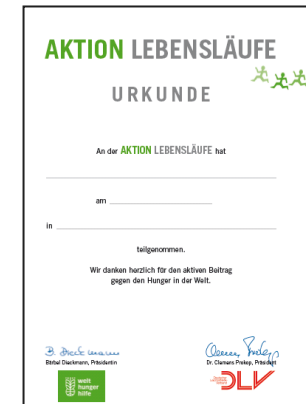 AKTION LEBENSLÄUFE
URKUNDE
An der AKTION LEBENSLÄUFE hat
am
in
teilgenommen.
Wir danken herzlich für den aktiven Beitrag
gegen den Hunger in der Welt.
Bärbel Dieckmann, Präsidentin
Dr. Clemens Prokop, Präsident
welt
hunger
hilfe
DLV